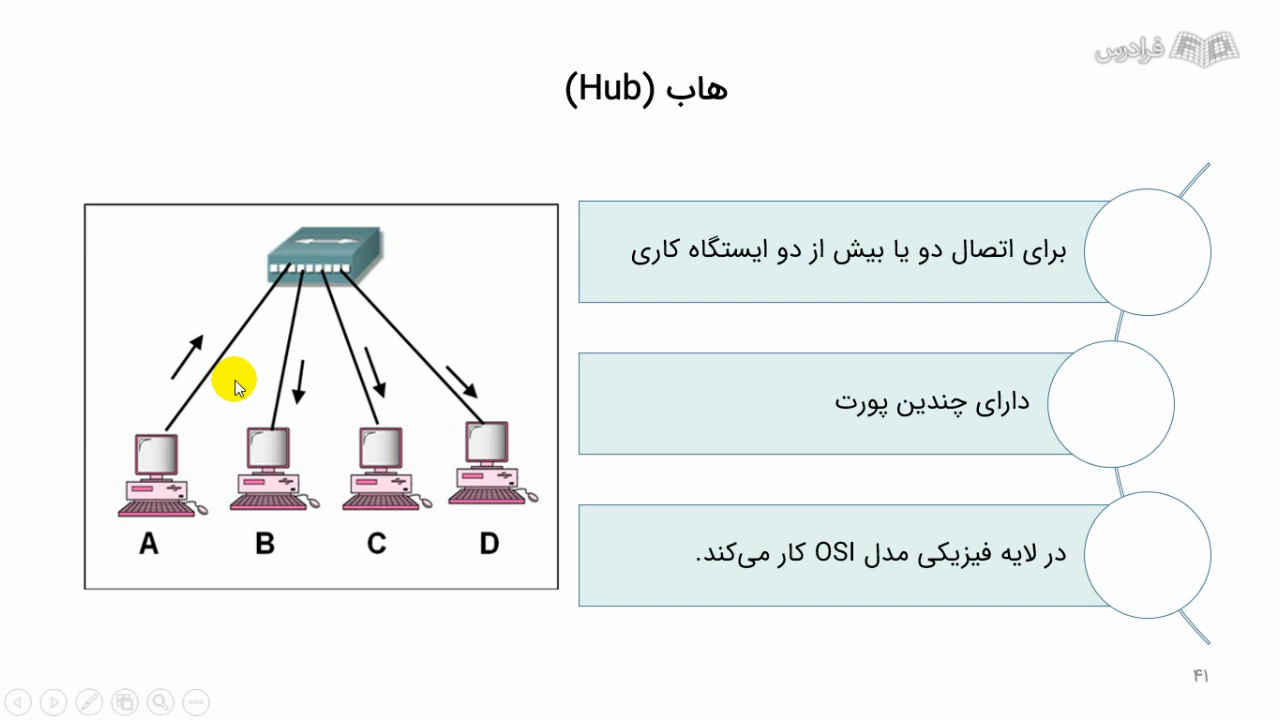 فرادرس
هاب (Hub)
برای اتصال دو یا بیش از دو ایستگاه کاری
دارای چندین پورت
در لایه فیزیکی مدل OSI کار می‌کند.
A B C D
۴۱